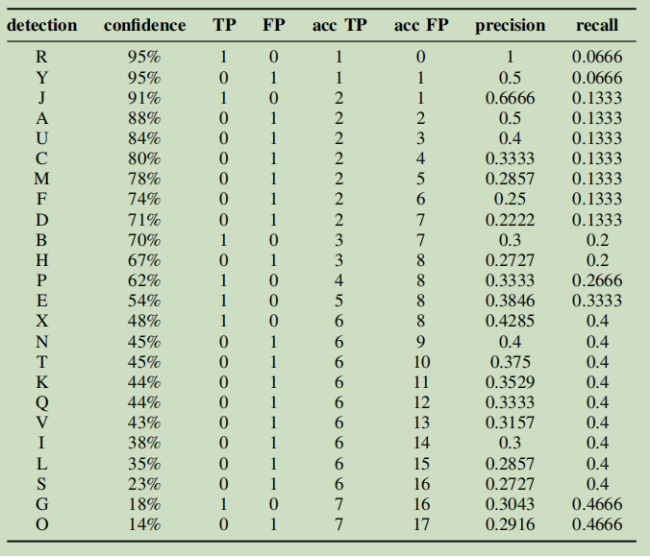 detection confidence TP FP acc TP acc FP precision recall
R 95% 1 0 1 0 1 0.0666
Y 95% 0 1 1 1 0.5 0.0666
J 91% 1 0 2 1 0.6666 0.1333
A 88% 0 1 2 2 0.5 0.1333
U 84% 0 1 2 3 0.4 0.1333
C 80% 0 1 2 4 0.3333 0.1333
M 78% 0 1 2 5 0.2857 0.1333
F 74% 0 1 2 6 0.25 0.1333
D 71% 0 1 2 7 0.2222 0.1333
B 70% 1 0 3 7 0.3 0.2
H 67% 0 1 3 8 0.2727 0.2
P 62% 1 0 4 8 0.3333 0.2666
E 54% 1 0 5 8 0.3846 0.3333
X 48% 1 0 6 8 0.4285 0.4
N 45% 0 1 6 9 0.4 0.4
T 45% 0 1 6 10 0.375 0.4
K 44% 0 1 6 11 0.3529 0.4
Q 44% 0 1 6 12 0.3333 0.4
V 43% 0 1 6 13 0.3157 0.4
I 38% 0 1 6 14 0.3 0.4
L 35% 0 1 6 15 0.2857 0.4
S 23% 0 1 6 16 0.2727 0.4
G 18% 1 0 7 16 0.3043 0.4666
O 14% 0 1 7 17 0.2916 0.4666